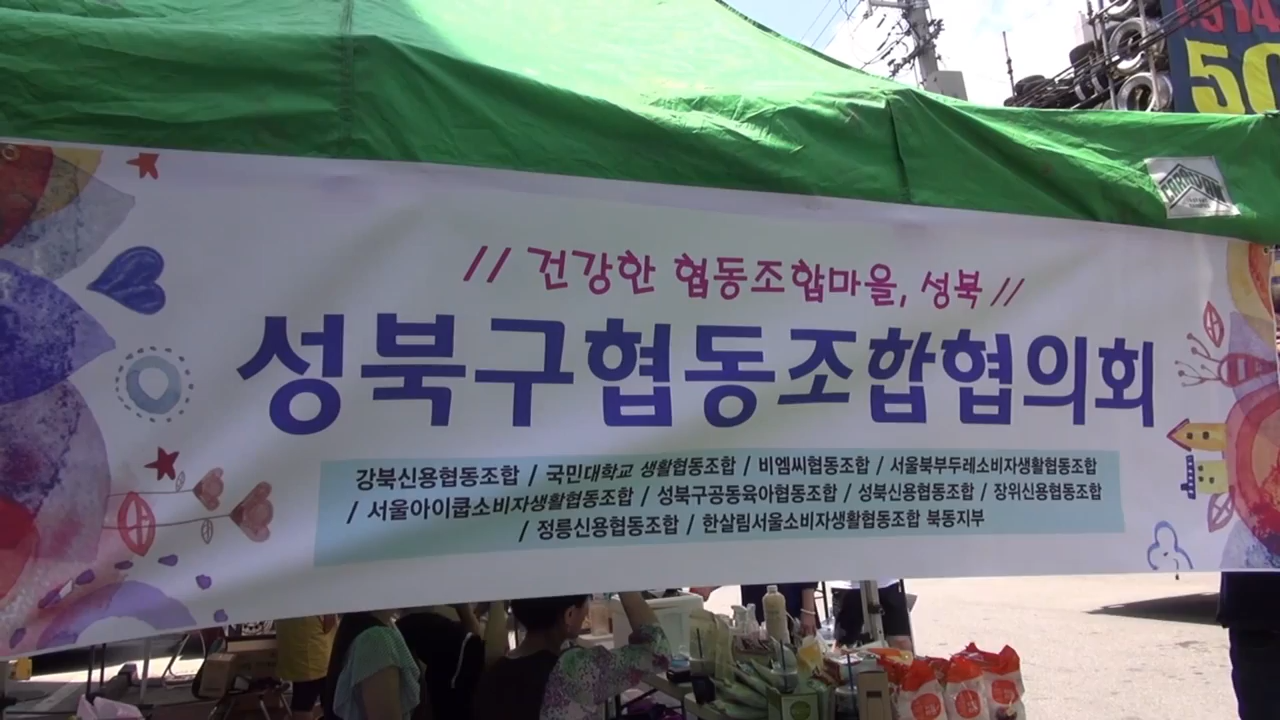 50
CARAVAN
// 건강한 협동조합마을, 성북 //
성북구협동조합협의회
강북신용협동조합 / 국민대학교 생활협동조합 / 비엠씨협동조합 / 서울북부두레소비자생활협동조합
/ 서울아이쿱소비자생활협동조합 / 성북구공동육아협동조합 / 성북신용협동조합 / 장위신용협동조합
/ 정릉신용협동조합 / 한살림서울소비자생활협동조합 북동지부